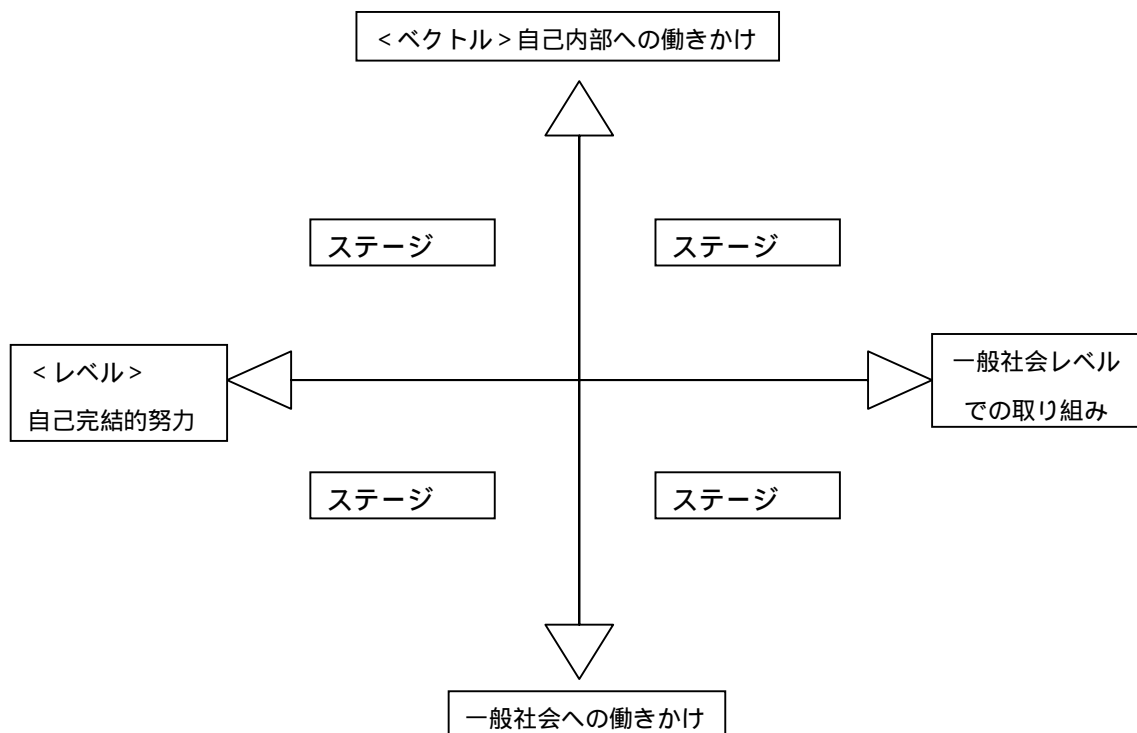 <ベクトル>自己内部への働きかけ
ステージ
ステージ
<レベル>
自己完結的努力
一般社会レベル
での取り組み
ステージ
ステージ
一般社会への働きかけ